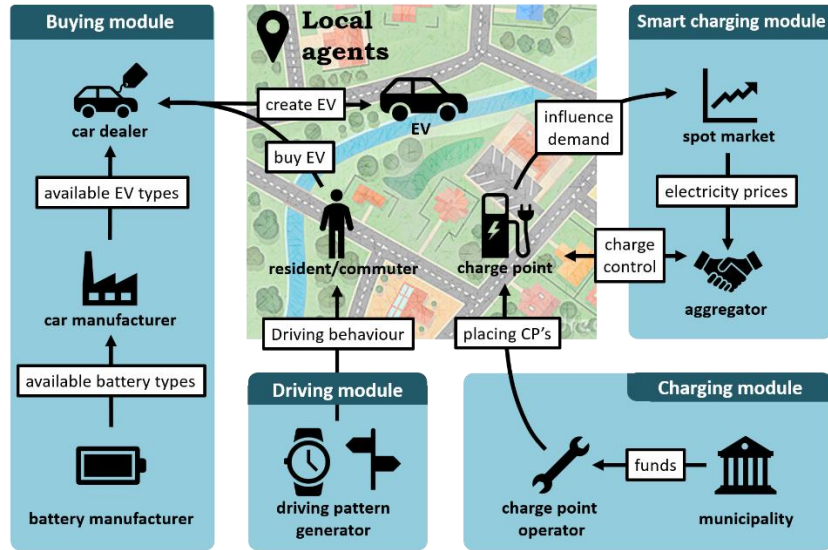 Buying module
car dealer
available EV types
car manufacturer
available battery types
battery manufacturer
Local
agents
create EV
EV
buy EV
influence
demand
resident/commuter
charge point
Driving behaviour
placing CP's
charge
control
Smart charging module
spot market
electricity prices
aggregator
Driving module
driving pattern
generator
Charging module
funds
charge point
operator
municipality